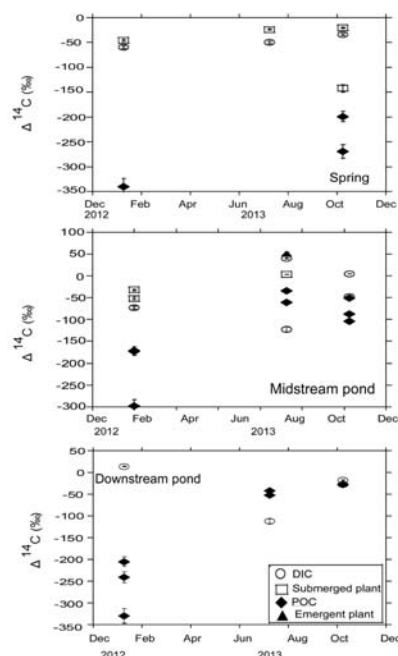 0
-50
-100
-150
-200
-250
-300
-350
Δ 14C (‰)
Spring
Dec Feb Apr Jun Aug Oct Dec
2012 2013
100
50
0
-50
-100
-150
-200
-250
-300
Δ 14C (‰)
Midstream pond
Dec Feb Apr Jun Aug Oct Dec
2012 2013
50
0
-50
-100
-150
-200
-250
-300
-350
Δ 14C (‰)
Downstream pond
DIC
Submerged plant
POC
Emergent plant
Dec Feb Apr Jun Aug Oct Dec
2012 2013